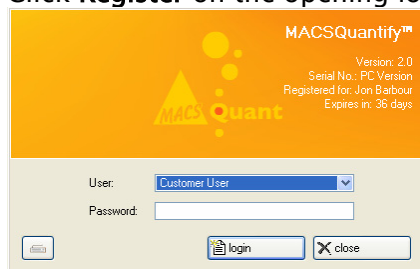 Click Register on the opening
MACSQuantify™
Version: 2.0
Serial No.: PC Version
Registered for: Jon Barbour
Expires in: 36 days
MACS Quant
User:
Customer User
Password:
login
close